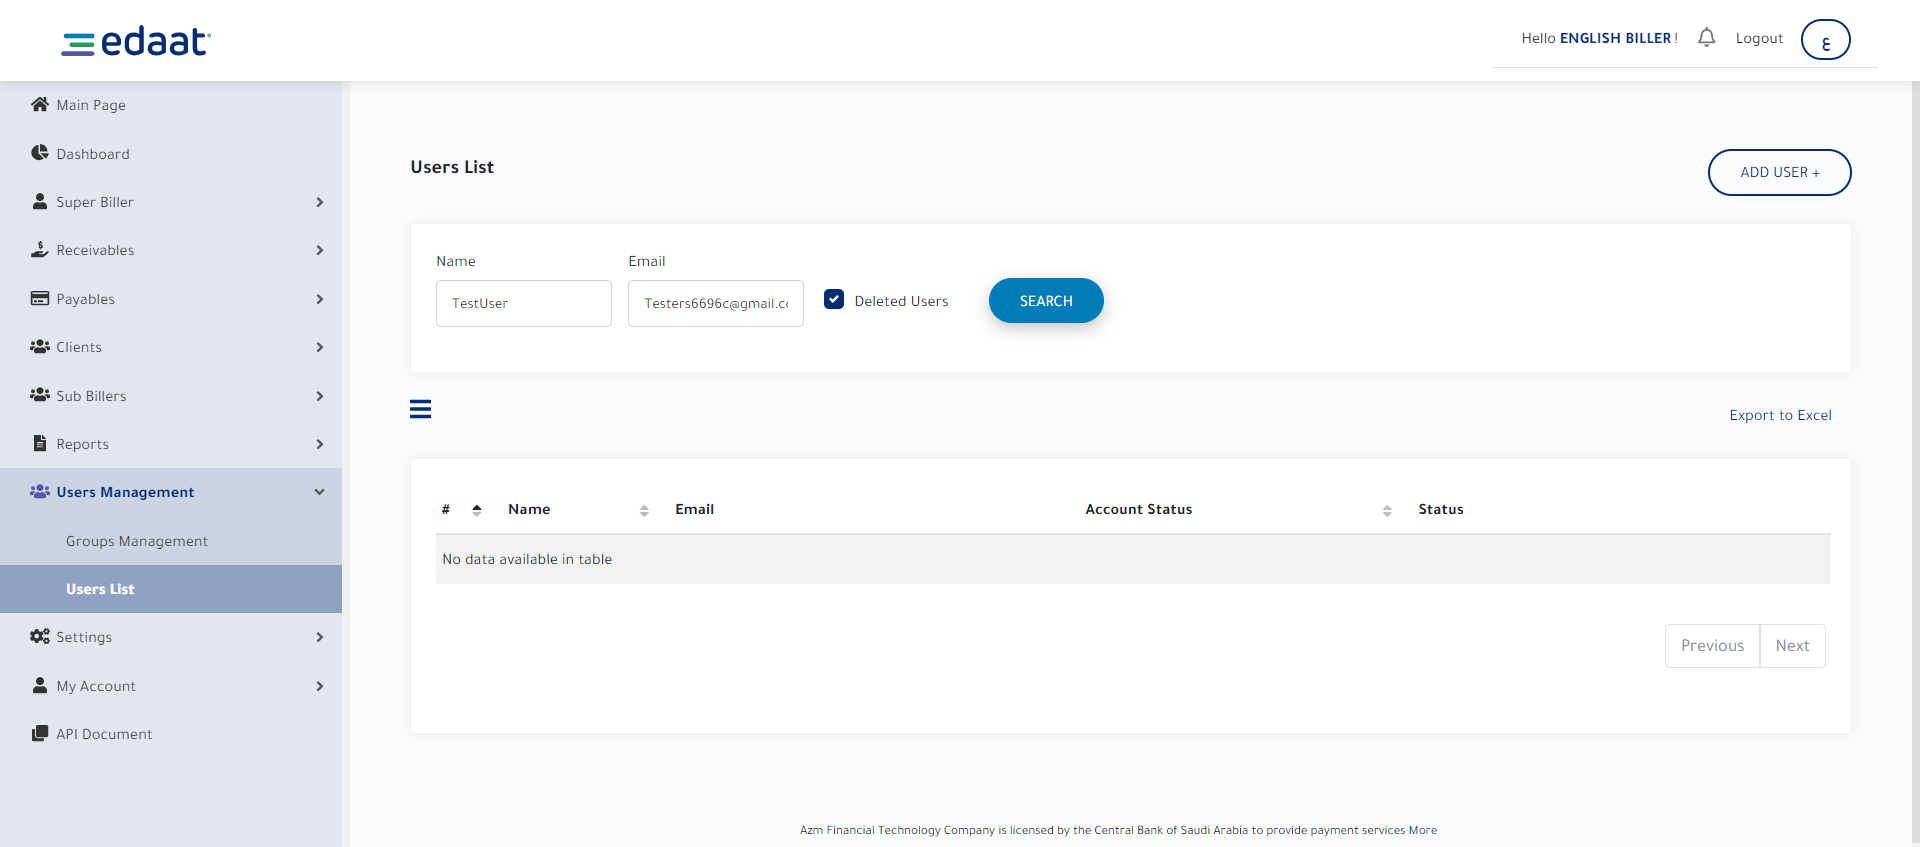 edaat
Hello ENGLISH BILLER !
Logout
ع
Main Page
Dashboard
Super Biller
Receivables
Payables
Clients
Sub Billers
Reports
Users Management
Groups Management
Users List
Settings
My Account
API Document
Users List
ADD USER +
Name
Email
TestUser
Testers6696c@gmail.co
Deleted Users
SEARCH
Export to Excel
# Name Email Account Status Status
No data available in table
Previous Next
Azm Financial Technology Company is licensed by the Central Bank of Saudi Arabia to provide payment services More